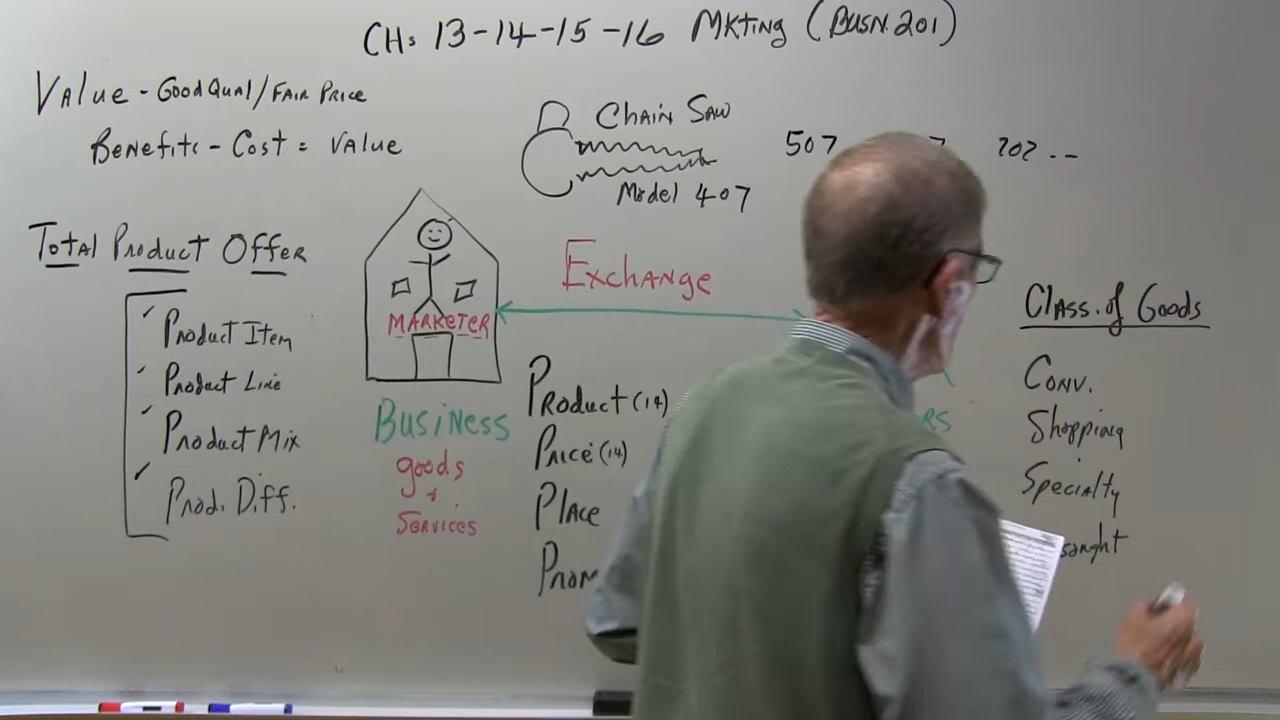 CH: 13-14-15-16 MKTing (BUSN.201)
Value - Good Qual/Fair Price
Benefits - Cost = Value
Chain Saw
Model 407
507
202 --
Total Product Offer
Product Item
Product Line
Product Mix
Prod. Diff.
MARKETER
Business
goods
+
Services
Exchange
Product (14)
Price (14)
Place
Class. of Goods
Conv.
Shopping
Specialty